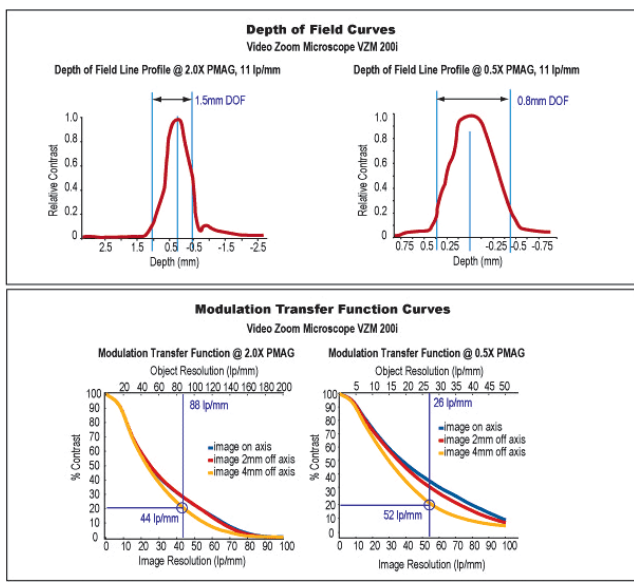 Depth of Field Curves
Video Zoom Microscope VZM 200i
Depth of Field Line Profile @ 2.0X PMAG, 11 lp/mm
1.5mm DOF
Relative Contrast
1.0
0.8
0.6
0.4
0.2
3.5 2.5 1.5 0.5 -0.5 -1.5 -2.5
Depth (mm)
Depth of Field Line Profile @ 0.5X PMAG, 11 lp/mm
0.8mm DOF
Relative Contrast
1.0
0.8
0.6
0.4
0.2
0.75 0.5 0.25 -0.25 -0.5 -0.75
Depth (mm)
Modulation Transfer Function Curves
Video Zoom Microscope VZM 200i
Modulation Transfer Function @ 2.0X PMAG
Object Resolution (lp/mm)
20 40 60 80 100 120 140 160 180 200
88 lp/mm
% Contrast
100
90
80
70
60
50
40
30
20
10
0
image on axis
image 2mm off axis
image 4mm off axis
44 lp/mm
0 10 20 30 40 50 60 70 80 90 100
Image Resolution (lp/mm)
Modulation Transfer Function @ 0.5X PMAG
Object Resolution (lp/mm)
5 10 15 20 25 30 35 40 45 50
26 lp/mm
% Contrast
100
90
80
70
60
50
40
30
20
10
0
image on axis
image 2mm off axis
image 4mm off axis
52 lp/mm
0 10 20 30 40 50 60 70 80 90 100
Image Resolution (lp/mm)